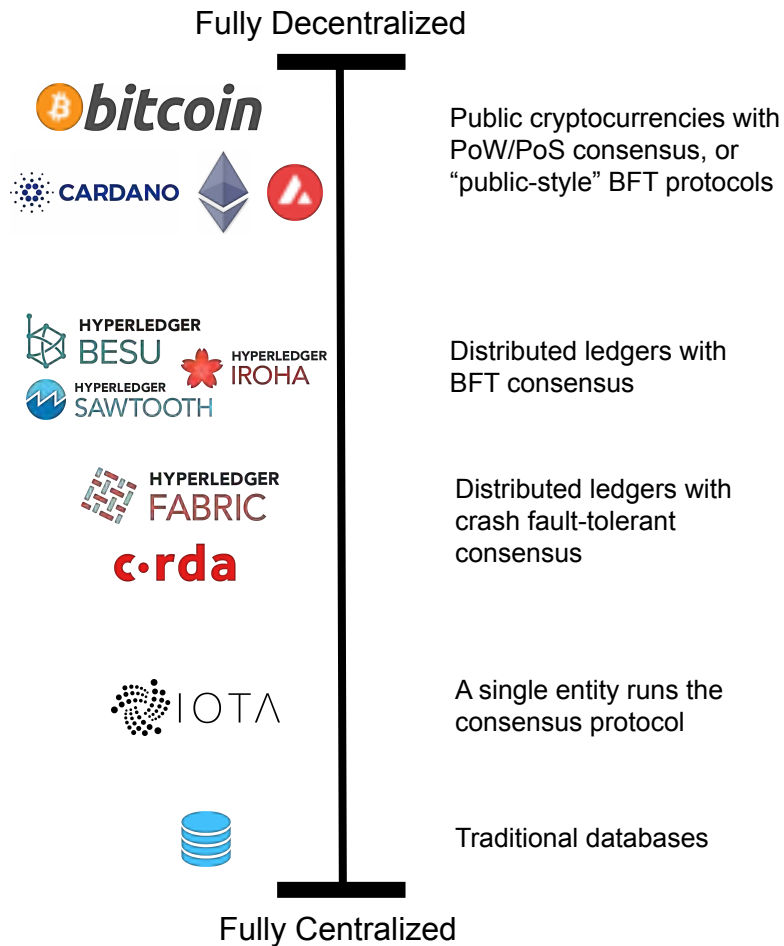 Fully Decentralized
bitcoin
Public cryptocurrencies with
PoW/PoS consensus, or
“public-style” BFT protocols
CARDANO
HYPERLEDGER
BESU
HYPERLEDGER
IROHA
HYPERLEDGER
SAWTOOTH
Distributed ledgers with
BFT consensus
HYPERLEDGER
FABRIC
c·rda
Distributed ledgers with
crash fault-tolerant
consensus
IOTA
A single entity runs the
consensus protocol
Traditional databases
Fully Centralized